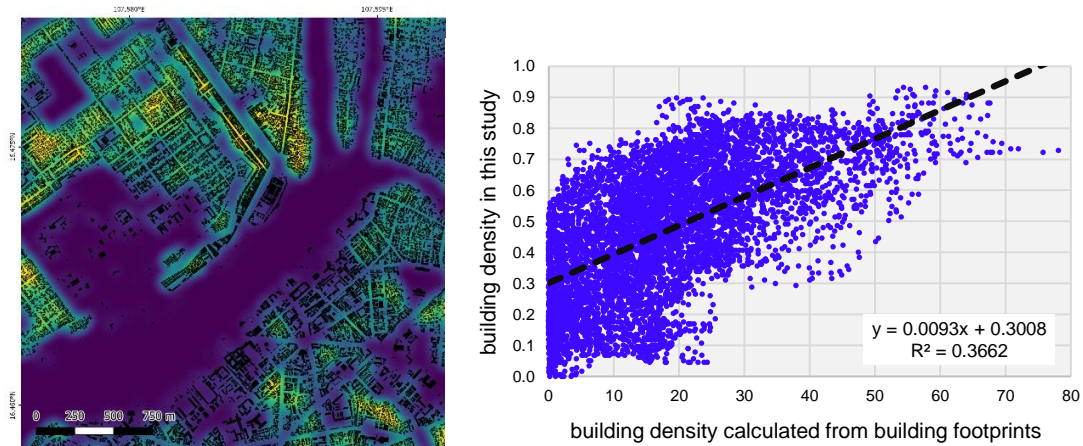 107.580°E
107.595°E
16.475°N
16.460°N
0 250 500 750 m
building density in this study
1.0
0.9
0.8
0.7
0.6
0.5
0.4
0.3
0.2
0.1
0.0
y = 0.0093x + 0.3008
R² = 0.3662
0 10 20 30 40 50 60 70 80
building density calculated from building footprints